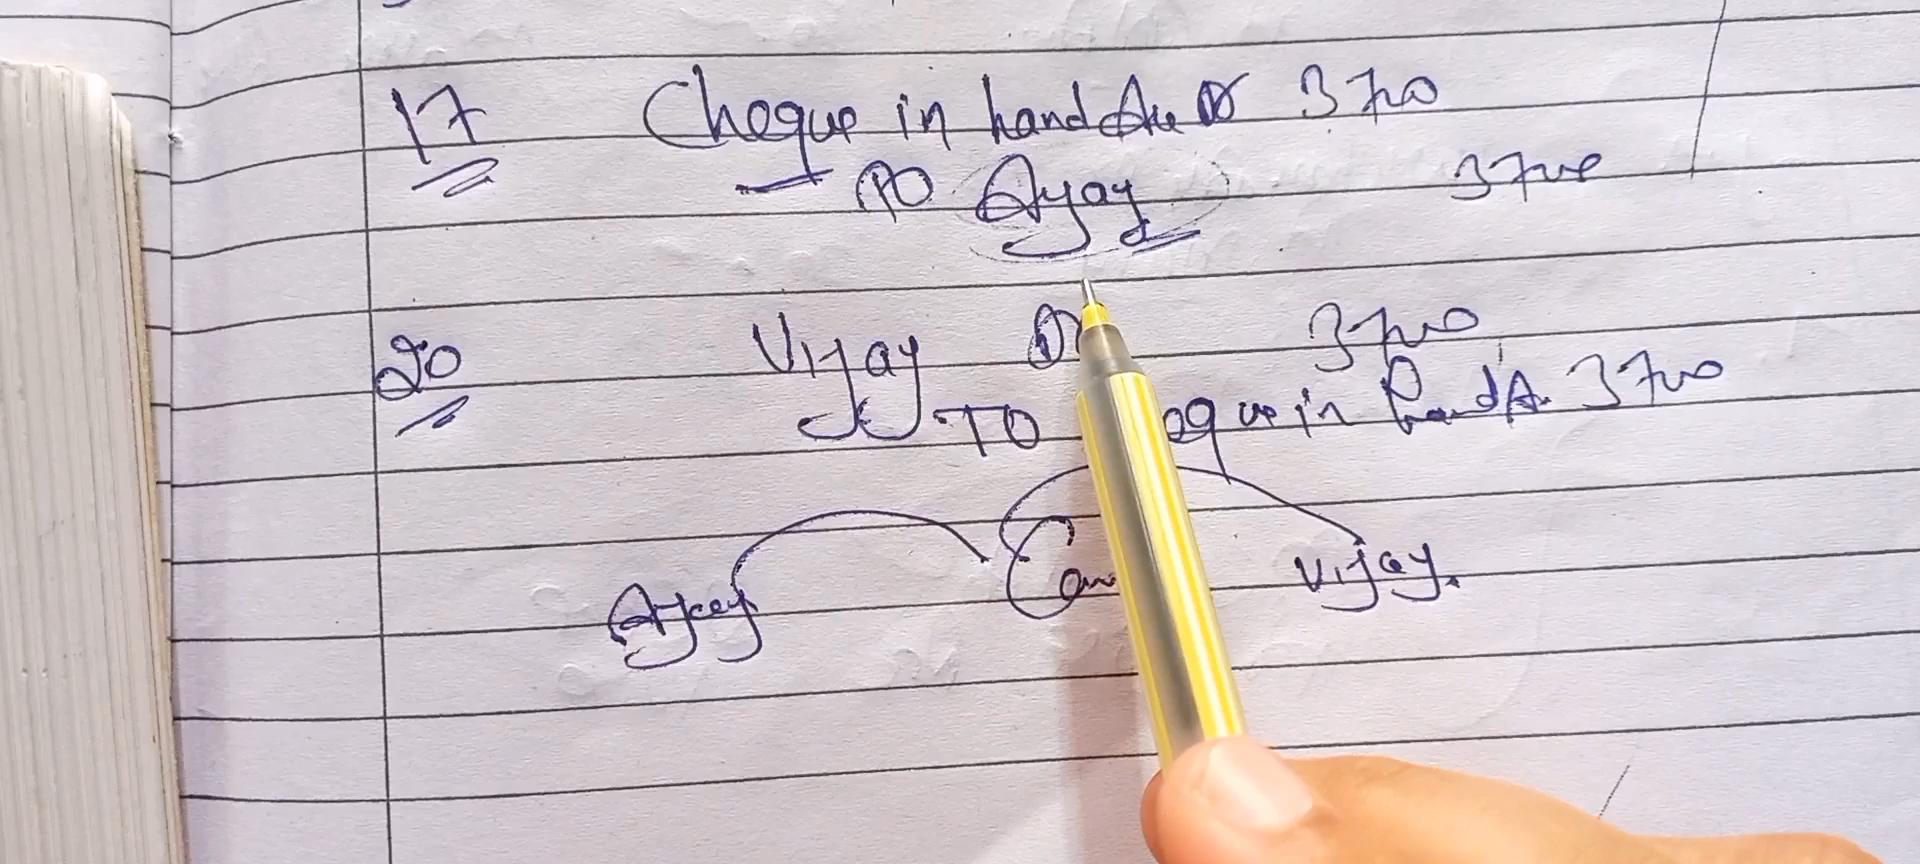 17 Cheque in hand A/c Dr 3700
TO Ajay 3700
20 Vijay Dr 3700
TO in hand A/c 3700
Ajay Vijay.